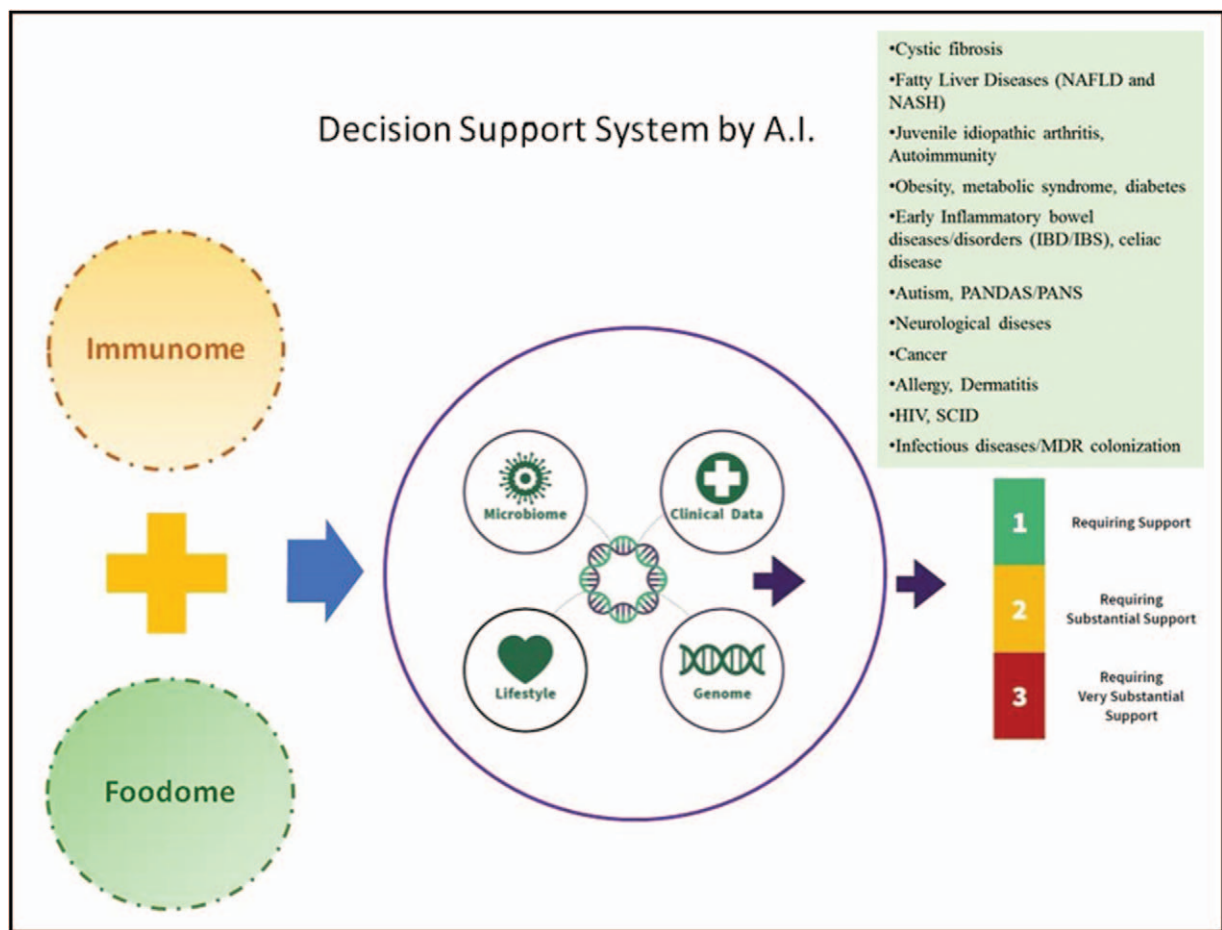 Decision Support System by A.I.
•Cystic fibrosis
•Fatty Liver Diseases (NAFLD and
NASH)
•Juvenile idiopathic arthritis,
Autoimmunity
•Obesity, metabolic syndrome, diabetes
•Early Inflammatory bowel
diseases/disorders (IBD/IBS), celiac
disease
•Autism, PANDAS/PANS
•Neurological diseses
•Cancer
•Allergy, Dermatitis
•HIV, SCID
•Infectious diseases/MDR colonization
Immunome
Foodome
Microbiome
Clinical Data
Lifestyle
Genome
1
Requiring Support
2
Requiring
Substantial Support
3
Requiring
Very Substantial
Support